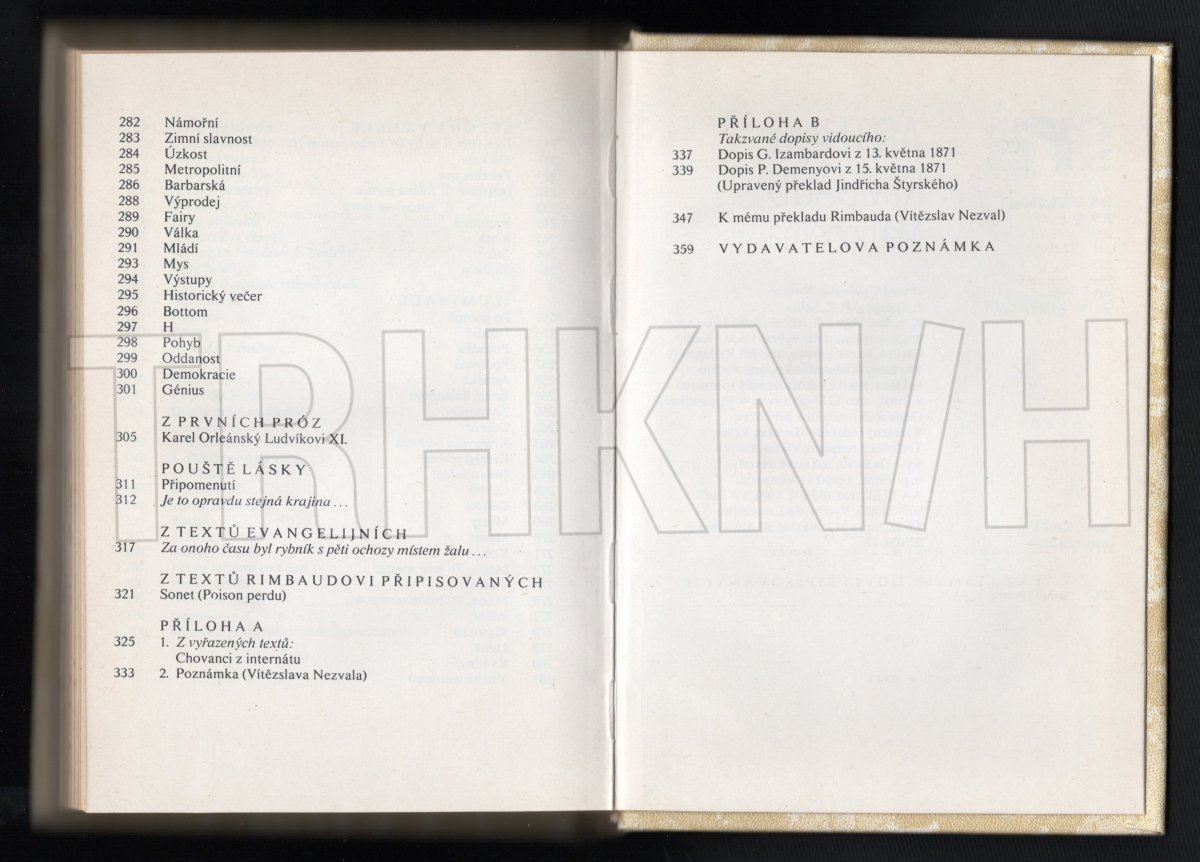 282 Námořní
283 Zimní slavnost
284 Úzkost
285 Metropolitní
286 Barbarská
288 Výprodej
289 Fairy
290 Válka
291 Mládí
293 Mys
294 Výstupy
295 Historický večer
296 Bottom
297 H
298 Pohyb
299 Oddanost
300 Demokracie
301 Génius
Z PRVNÍCH PRÓZ
305 Karel Orleánský Ludvíkovi XI.
POUŠTĚ LÁSKY
311 Připomenutí
312 Je to opravdu stejná krajina . . .
Z TEXTŮ EVANGELIJNÍCH
317 Za onoho času byl rybník s pěti ochozy místem žalu . . .
Z TEXTŮ RIMBAUDOVI PŘIPISOVANÝCH
321 Sonet (Poison perdu)
PŘÍLOHA A
325 1. Z vyřazených textů:
Chovanci z internátu
333 2. Poznámka (Vítězslava Nezvala)
PŘÍLOHA B
Takzvané dopisy vidoucího:
337 Dopis G. Izambardovi z 13. května 1871
339 Dopis P. Demenyovi z 15. května 1871
(Upravený překlad Jindřicha Štyrského)
347 K mému překladu Rimbauda (Vítězslav Nezval)
359 VYDAVATELOVA POZNÁMKA
TRHKN/H